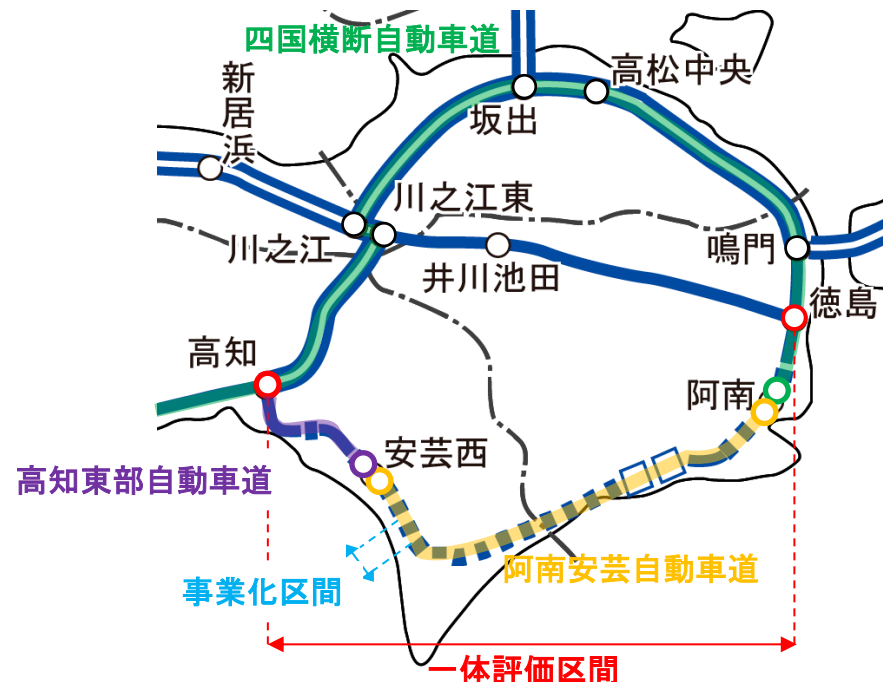 四国横断自動車道
高松中央
新居浜
坂出
川之江東
川之江
井川池田
鳴門
徳島
高知
阿南
安芸西
高知東部自動車道
阿南安芸自動車道
事業化区間
一体評価区間